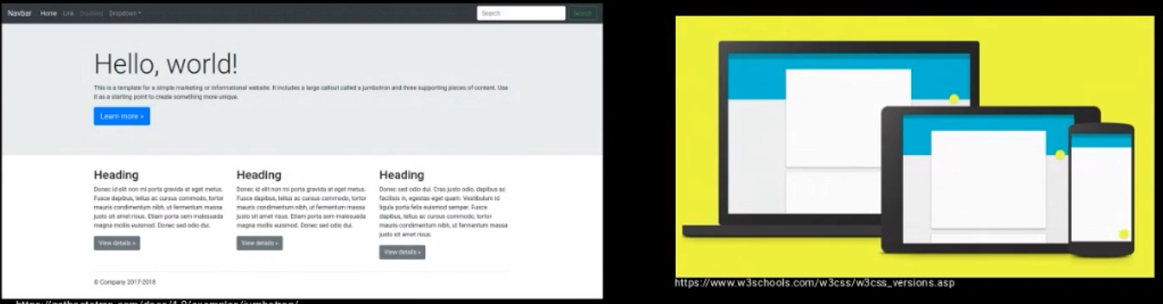 Navbar Home Link Disabled Dropdown Search Search
Hello, world!
This is a template for a simple marketing or informational website. It includes a large callout called a jumbotron and three supporting pieces of content. Use
it as a starting point to create something more unique.
Learn more »
Heading
Donec id elit non mi porta gravida at eget metus.
Fusce dapibus, tellus ac cursus commodo, tortor
mauris condimentum nibh, ut fermentum massa
justo sit amet risus. Etiam porta sem malesuada
magna mollis euismod. Donec sed odio dui.
View details »
Heading
Donec id elit non mi porta gravida at eget metus.
Fusce dapibus, tellus ac cursus commodo, tortor
mauris condimentum nibh, ut fermentum massa
justo sit amet risus. Etiam porta sem malesuada
magna mollis euismod. Donec sed odio dui.
View details »
Heading
Donec sed odio dui. Cras justo odio, dapibus ac
facilisis in, egestas eget quam. Vestibulum id
ligula porta felis euismod semper. Fusce
dapibus, tellus ac cursus commodo, tortor
mauris condimentum nibh, ut fermentum massa
justo sit amet risus.
View details »
© Company 2017-2018
https://www.w3schools.com/w3css/w3css_versions.asp